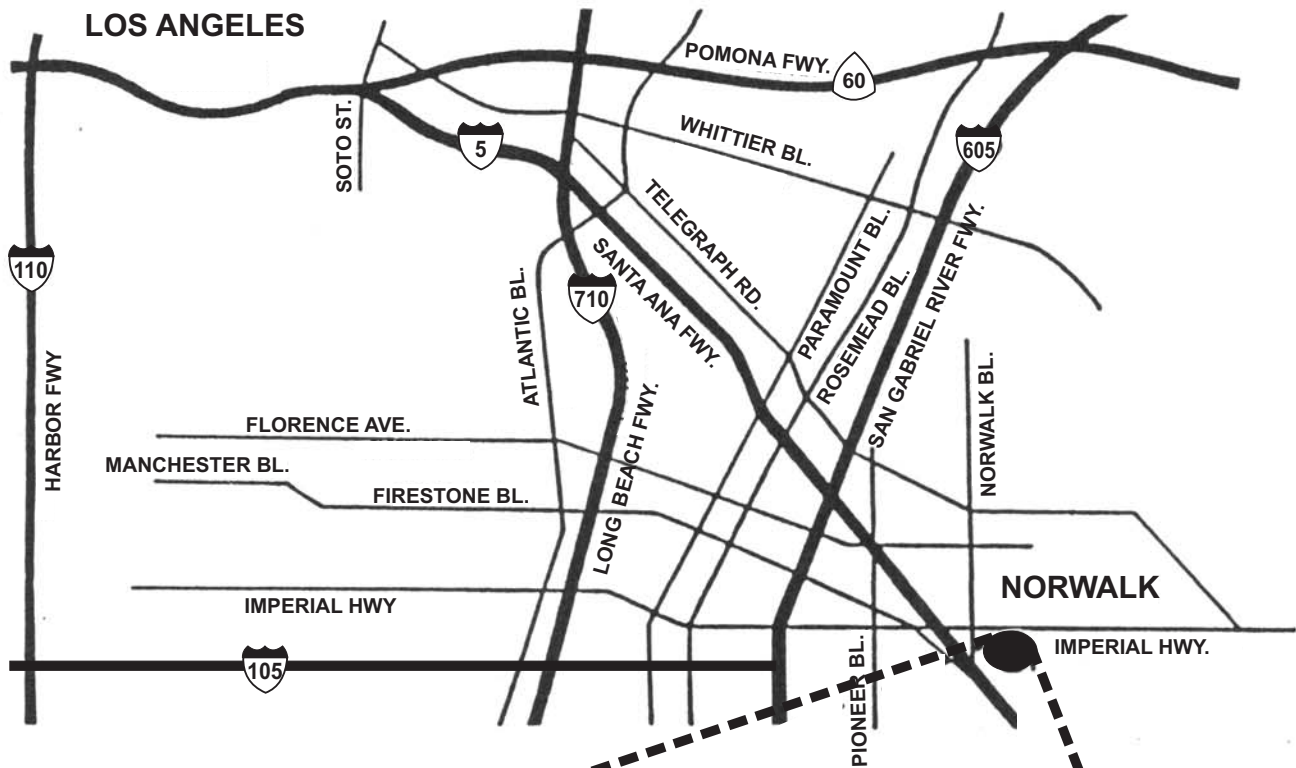 LOS ANGELES
POMONA FWY.
60
SOTO ST.
5
WHITTIER BL.
605
TELEGRAPH RD.
PARAMOUNT BL.
110
SANTA ANA FWY.
710
ROSEMEAD BL.
SAN GABRIEL RIVER FWY.
ATLANTIC BL.
HARBOR FWY
NORWALK BL.
LONG BEACH FWY.
FLORENCE AVE.
MANCHESTER BL.
FIRESTONE BL.
NORWALK
IMPERIAL HWY
IMPERIAL HWY.
105
PIONEER BL.